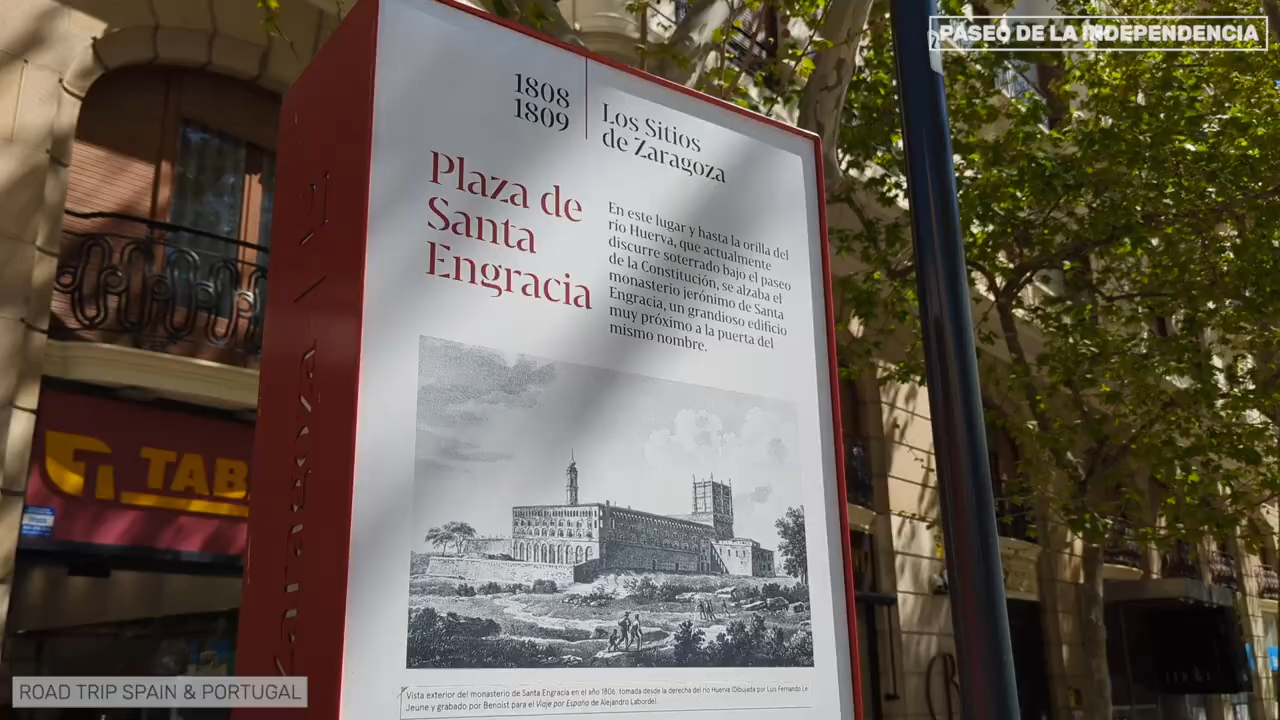 PASEO DE LA INDEPENDENCIA
1808
1809
Los Sitios
de Zaragoza
Plaza de
Santa
Engracia
En este lugar y hasta la orilla del
río Huerva, que actualmente
discurre soterrado bajo el paseo
de la Constitución, se alzaba el
monasterio jerónimo de Santa
Engracia, un grandioso edificio
muy próximo a la puerta del
mismo nombre.
TAB
Vista exterior del monasterio de Santa Engracia en el año 1806, tomada desde la derecha del río Huerva (Dibujada por Luis Fernando Le
Jeune y grabado por Benoist para el Viaje por España de Alejandro Laborde).
ROAD TRIP SPAIN & PORTUGAL